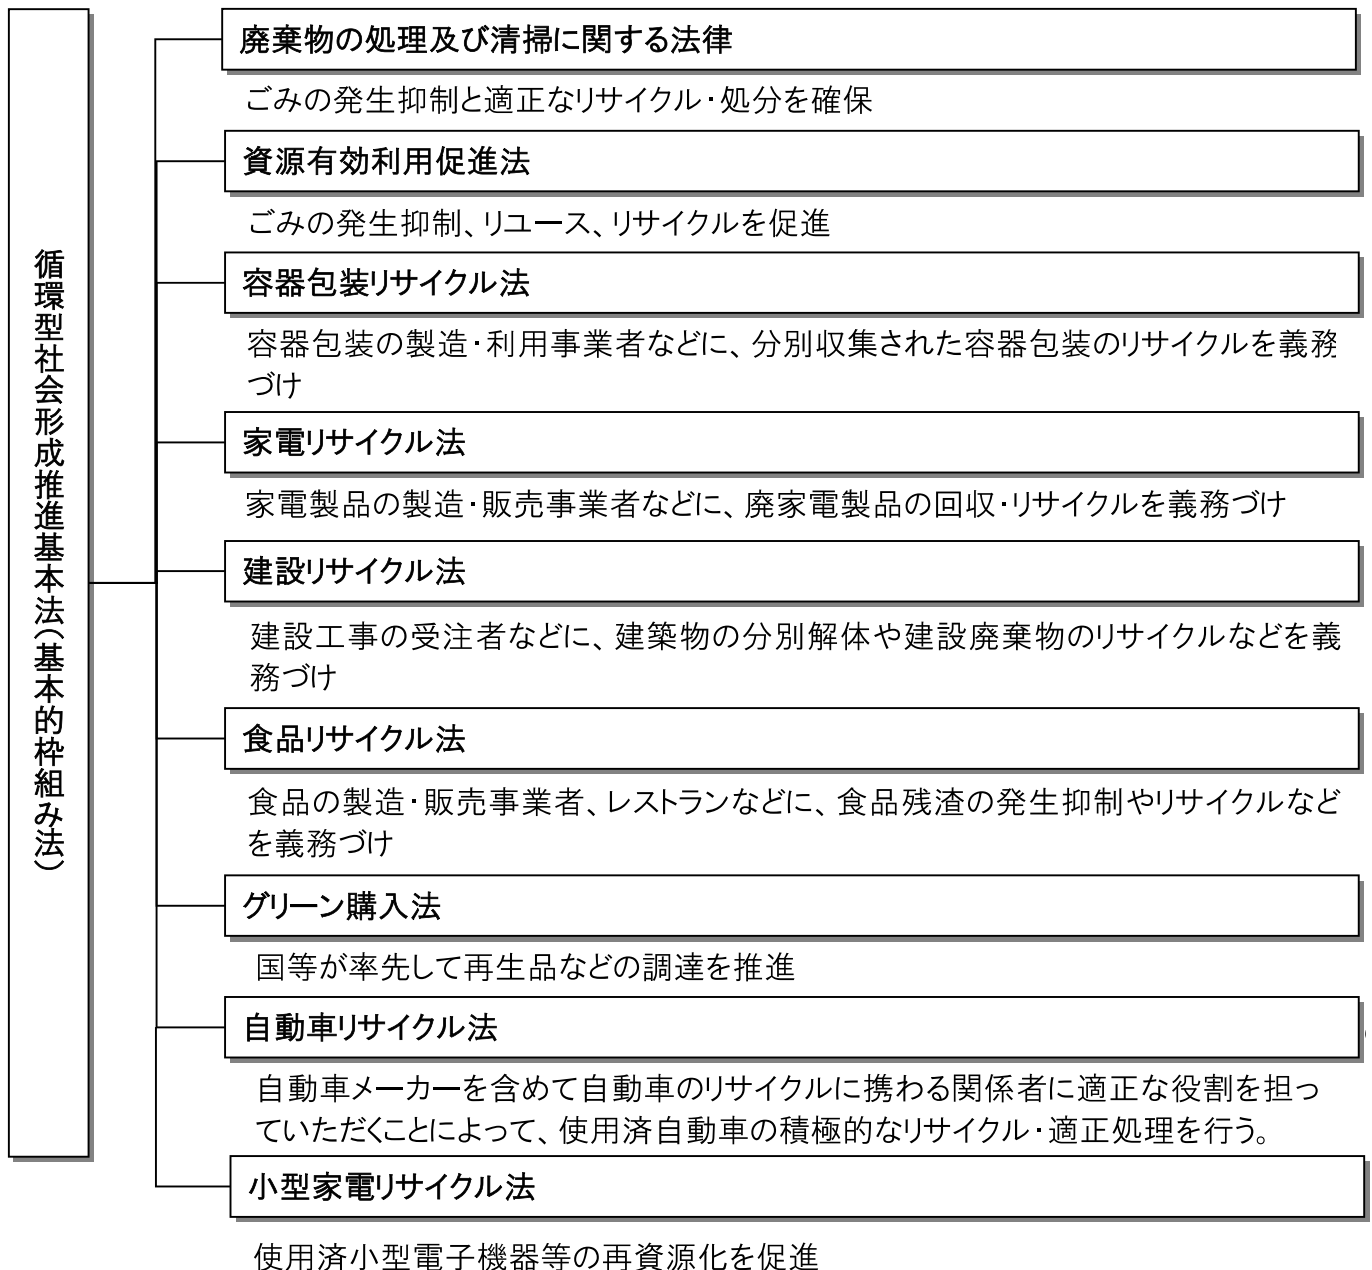 循環型社会形成推進基本法（基本的枠組み法）
廃棄物の処理及び清掃に関する法律
ごみの発生抑制と適正なリサイクル・処分を確保
資源有効利用促進法
ごみの発生抑制、リユース、リサイクルを促進
容器包装リサイクル法
容器包装の製造・利用事業者などに、分別収集された容器包装のリサイクルを義務
づけ
家電リサイクル法
家電製品の製造・販売事業者などに、廃家電製品の回収・リサイクルを義務づけ
建設リサイクル法
建設工事の受注者などに、建築物の分別解体や建設廃棄物のリサイクルなどを義
務づけ
食品リサイクル法
食品の製造・販売事業者、レストランなどに、食品残渣の発生抑制やリサイクルなど
を義務づけ
グリーン購入法
国等が率先して再生品などの調達を推進
自動車リサイクル法
自動車メーカーを含めて自動車のリサイクルに携わる関係者に適正な役割を担っ
ていただくことによって、使用済自動車の積極的なリサイクル・適正処理を行う。
小型家電リサイクル法
使用済小型電子機器等の再資源化を促進